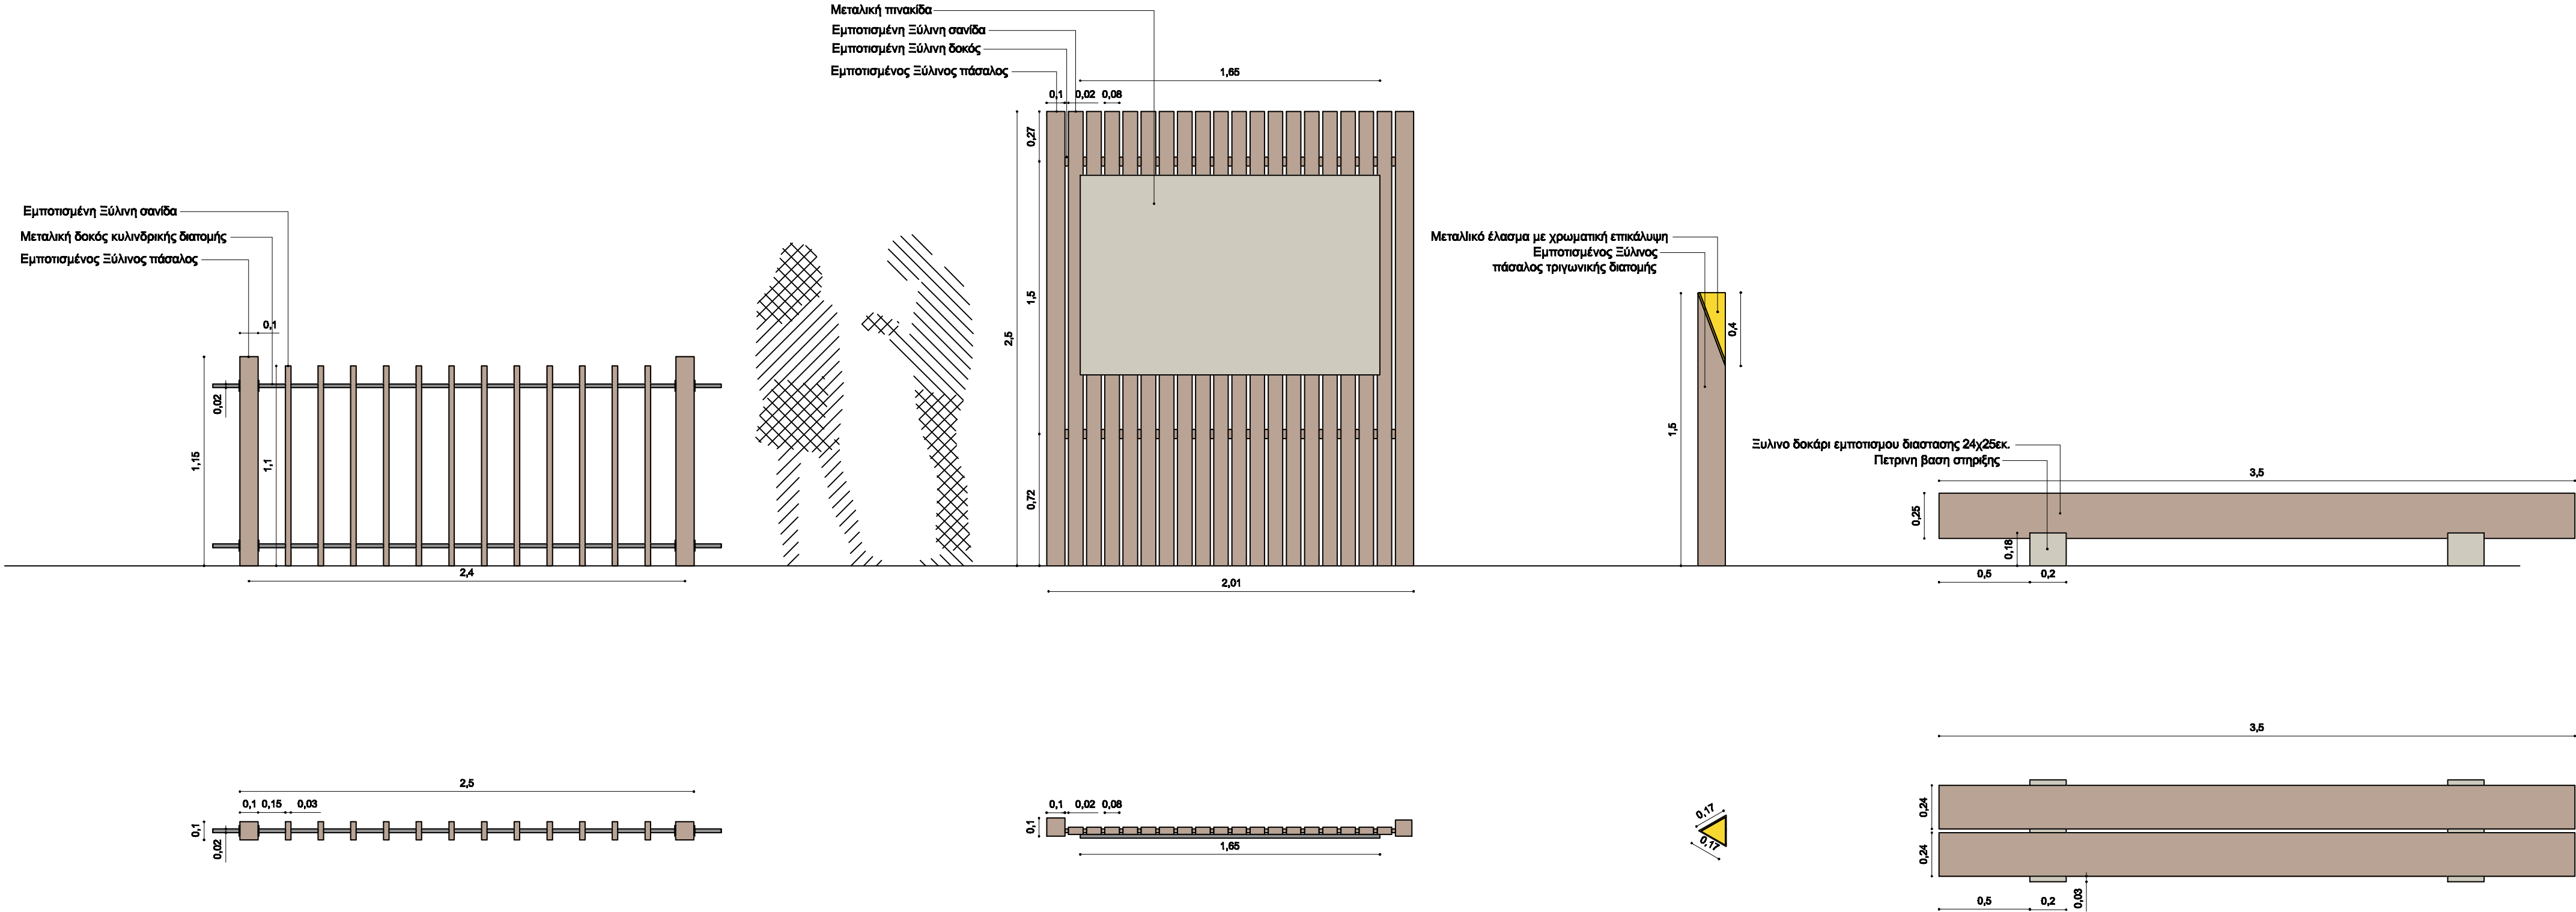 Μεταλική πινακίδα
Εμποτισμένη Ξύλινη σανίδα
Εμποτισμένη Ξύλινη δοκός
Εμποτισμένος Ξύλινος πάσαλος
1,65
0,1 0,02 0,08
0,27
1,5
2,5
0,72
2,01
Εμποτισμένη Ξύλινη σανίδα
Μεταλική δοκός κυλινδρικής διατομής
Εμποτισμένος Ξύλινος πάσαλος
0,1
0,02
1,15
1,1
2,4
Μεταλλικό έλασμα με χρωματική επικάλυψη
Εμποτισμένος Ξύλινος
πάσαλος τριγωνικής διατομής
0,4
1,5
Ξυλινο δοκάρι εμποτισμου διαστασης 24χ25εκ.
Πετρινη βαση στηριξης
3,5
0,25
0,18
0,5 0,2
2,5
0,1 0,15 0,03
0,1
0,02
0,1 0,02 0,08
0,1
1,65
0,17
0,17
3,5
0,24
0,24
0,03
0,5 0,2